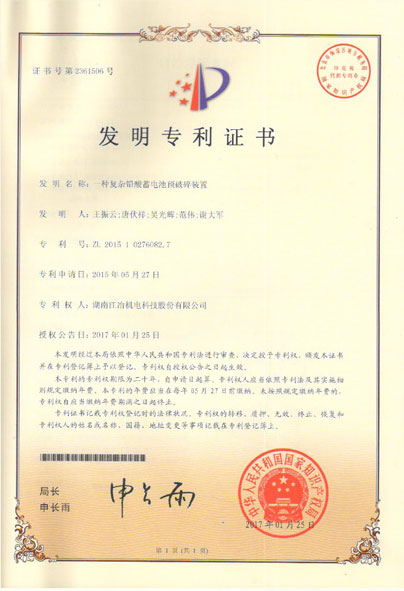 证书号第2361506号
发明专利证书
发明名称:一种复杂铅酸蓄电池预破碎装置
发 明 人:王振云;唐伏祥;吴光辉;范伟;谢大军
专 利 号:ZL 2015 1 0276082.7
专利申请日:2015年05月27日
专 利 权 人:湖南江冶机电科技股份有限公司
授权公告日:2017年01月25日
本发明经过本局依照中华人民共和国专利法进行审查,决定授予专利权,颁发本证书
并在专利登记簿上予以登记。专利权自授权公告之日起生效。
本专利的专利权期限为二十年,自申请日起算。专利权人应当依照专利法及其实施细
则规定缴纳年费。本专利的年费应当在每年05月27日前缴纳。未按照规定缴纳年费的,
专利权自应当缴纳年费期满之日起终止。
专利证书记载专利权登记时的法律状况。专利权的转移、质押、无效、终止、恢复和
专利权人的姓名或名称、国籍、地址变更等事项记载在专利登记簿上。
局长
申长雨
申长雨
中华人民共和国国家知识产权局
2017年01月25日
第1页(共1页)